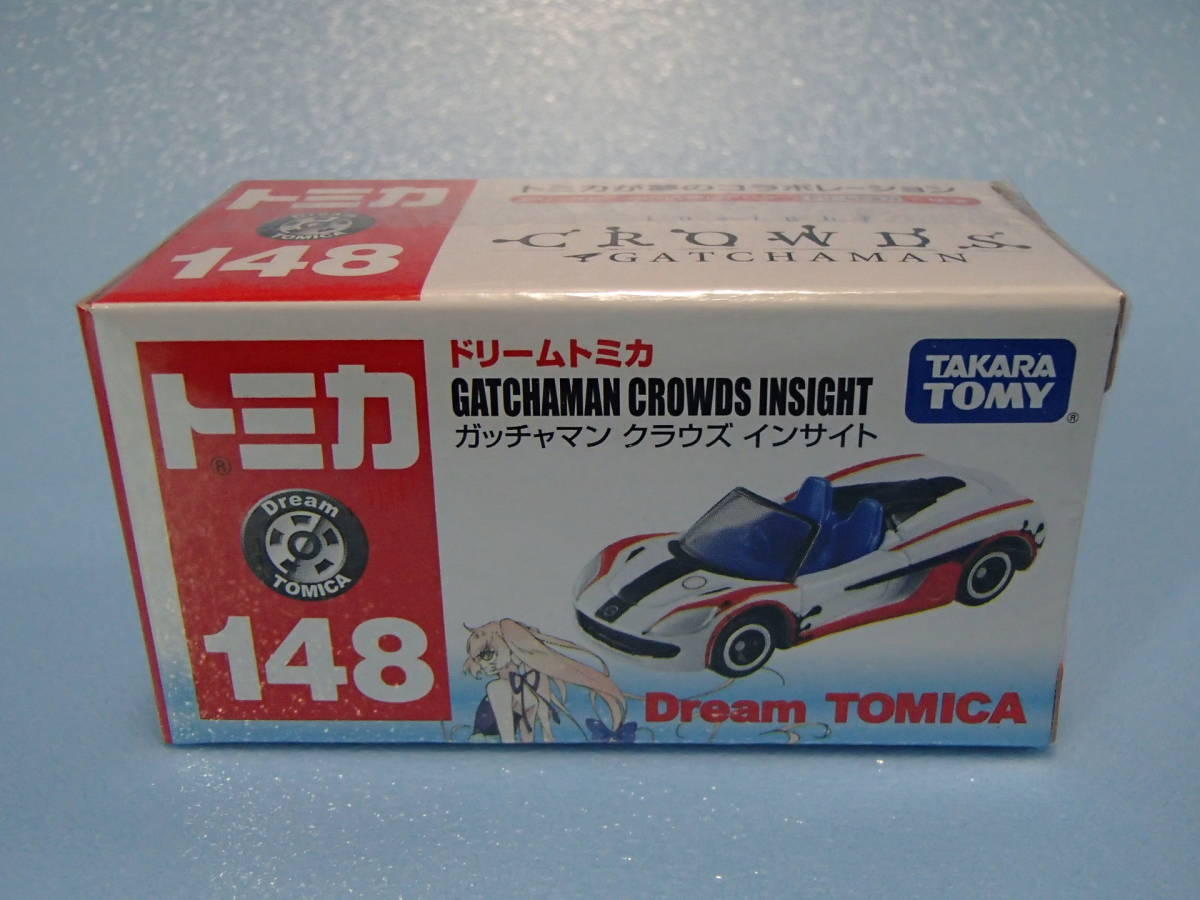 トミカ
TOMICA
148
トミカが夢のコラボレーション
insight
CROWDS
GATCHAMAN
トミカ®
Dream
TOMICA
148
ドリームトミカ
GATCHAMAN CROWDS INSIGHT
ガッチャマン クラウズ インサイト
TAKARA
TOMY®
Dream TOMICA